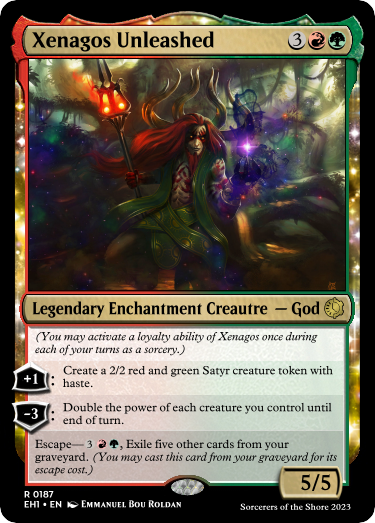 Xenagos Unleashed 3
Legendary Enchantment Creautre — God
(You may activate a loyalty ability of Xenagos once during
each of your turns as a sorcery.)
+1: Create a 2/2 red and green Satyr creature token with
haste.
-3: Double the power of each creature you control until
end of turn.
Escape— 3 , Exile five other cards from your
graveyard. (You may cast this card from your graveyard for its
escape cost.)
5/5
R 0187
EH1 • EN Emmanuel Bou Roldan
Sorcerers of the Shore 2023